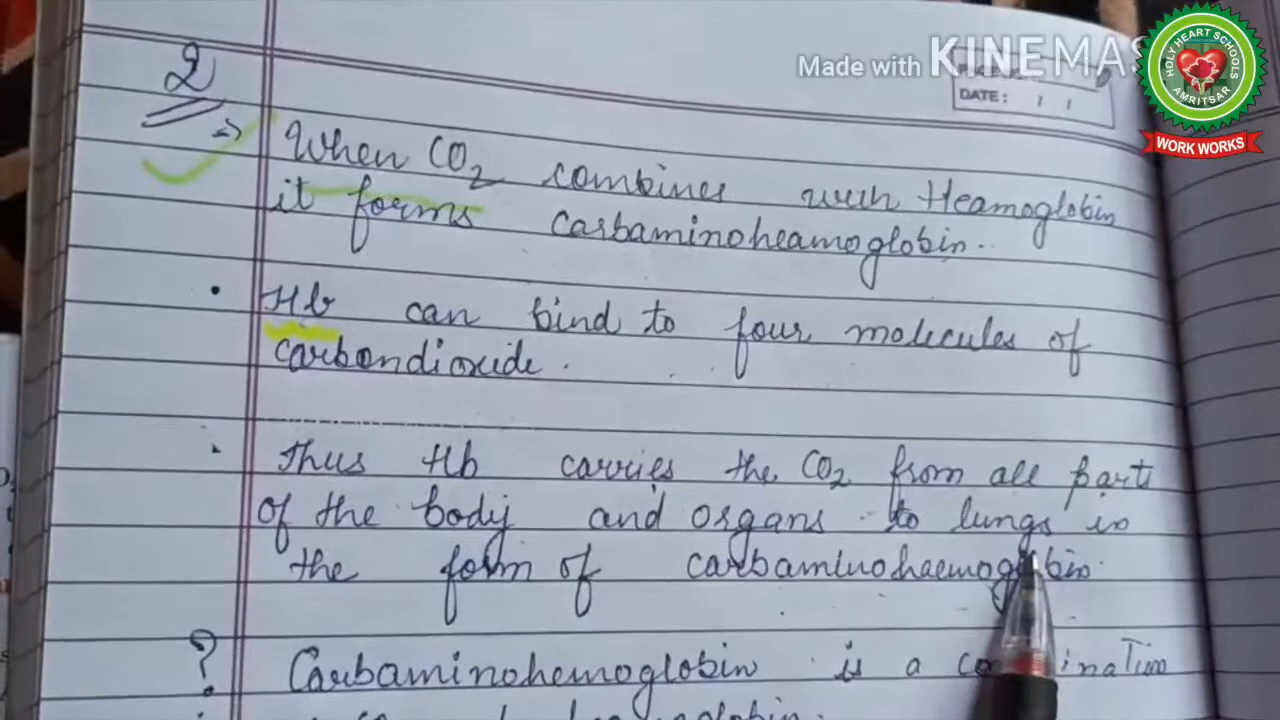 Made with KINEMAS
HOLY HEART SCHOOLS
AMRITSAR
WORK WORKS
DATE:
2
When CO2 combines with Heamoglobin
it forms Carbaminoheamoglobin.
Hb can bind to four molecules of
carbondioxide.
Thus Hb carries the CO2 from all parts
of the body and organs to lungs in
the form of carbaminohaemoglobin.
? Carbaminohemoglobin is a combination